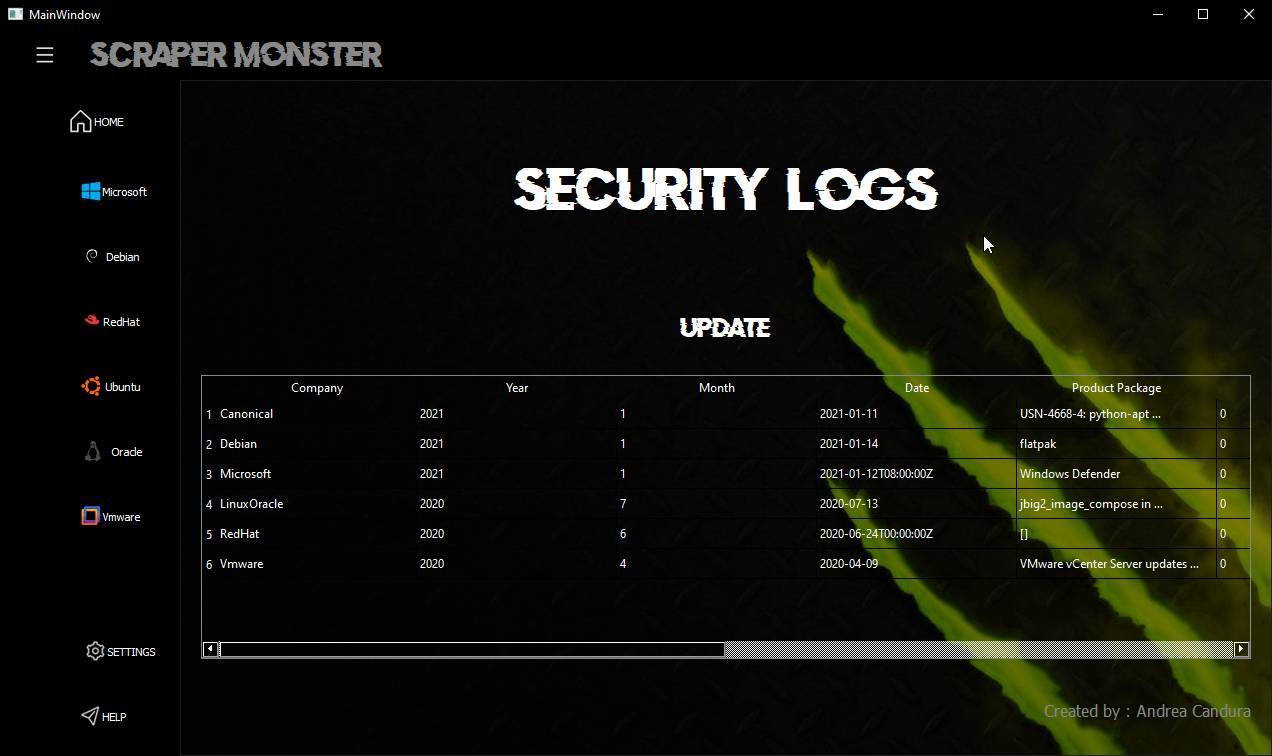 MainWindow
SCRAPER MONSTER
HOME
Microsoft
Debian
RedHat
Ubuntu
Oracle
Vmware
SETTINGS
HELP
SECURITY LOGS
UPDATE
Company Year Month Date Product Package
1 Canonical 2021 1 2021-01-11 USN-4668-4: python-apt ... 0
2 Debian 2021 1 2021-01-14 flatpak 0
3 Microsoft 2021 1 2021-01-12T08:00:00Z Windows Defender 0
4 LinuxOracle 2020 7 2020-07-13 jbig2_image_compose in ... 0
5 RedHat 2020 6 2020-06-24T00:00:00Z [] 0
6 Vmware 2020 4 2020-04-09 VMware vCenter Server updates ... 0
Created by : Andrea Candura